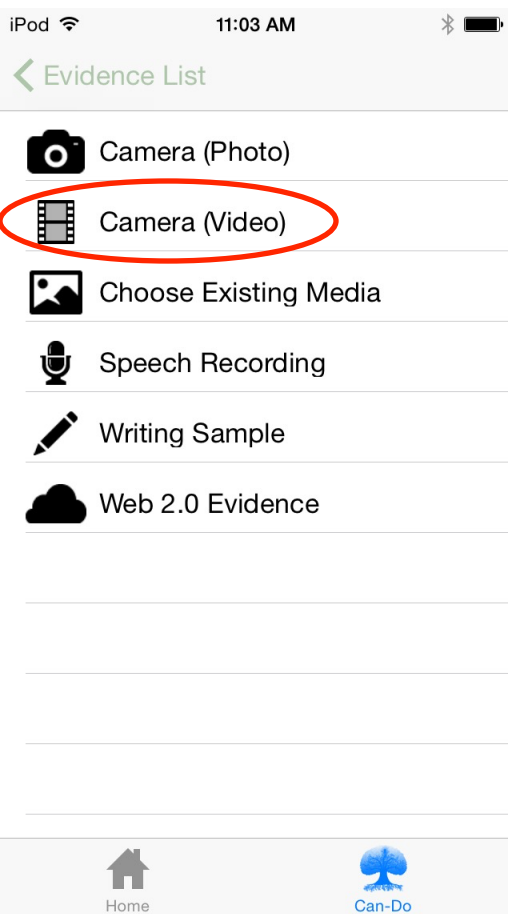 iPod 11:03 AM
Evidence List
Camera (Photo)
Camera (Video)
Choose Existing Media
Speech Recording
Writing Sample
Web 2.0 Evidence
Home Can-Do